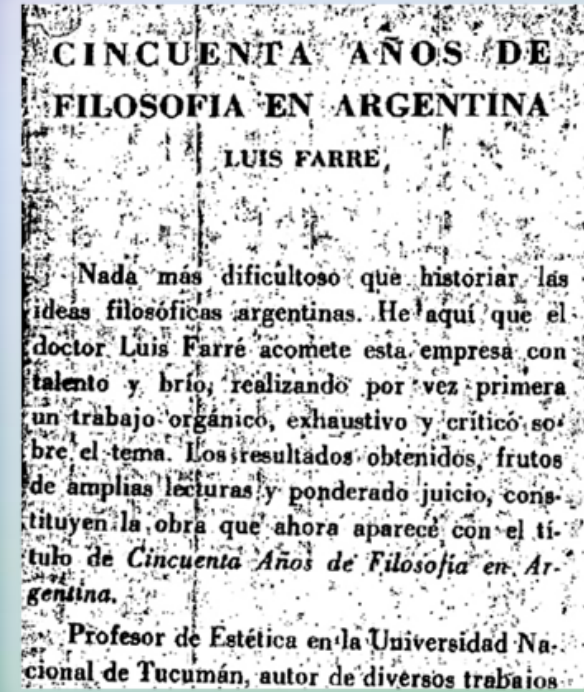 CINCUENTA AÑOS DE
FILOSOFIA EN ARGENTINA
LUIS FARRE
Nada más dificultoso que historiar las
ideas filosóficas argentinas. He aquí que el
doctor Luis Farré acomete esta empresa con
talento y brío, realizando por vez primera
un trabajo orgánico, exhaustivo y crítico so-
bre el tema. Los resultados obtenidos, frutos
de amplias lecturas y ponderado juicio, cons-
tituyen la obra que ahora aparece con el tí-
tulo de Cincuenta Años de Filosofía en Ar-
gentina.
Profesor de Estética en la Universidad Na-
cional de Tucumán, autor de diversos trabajos